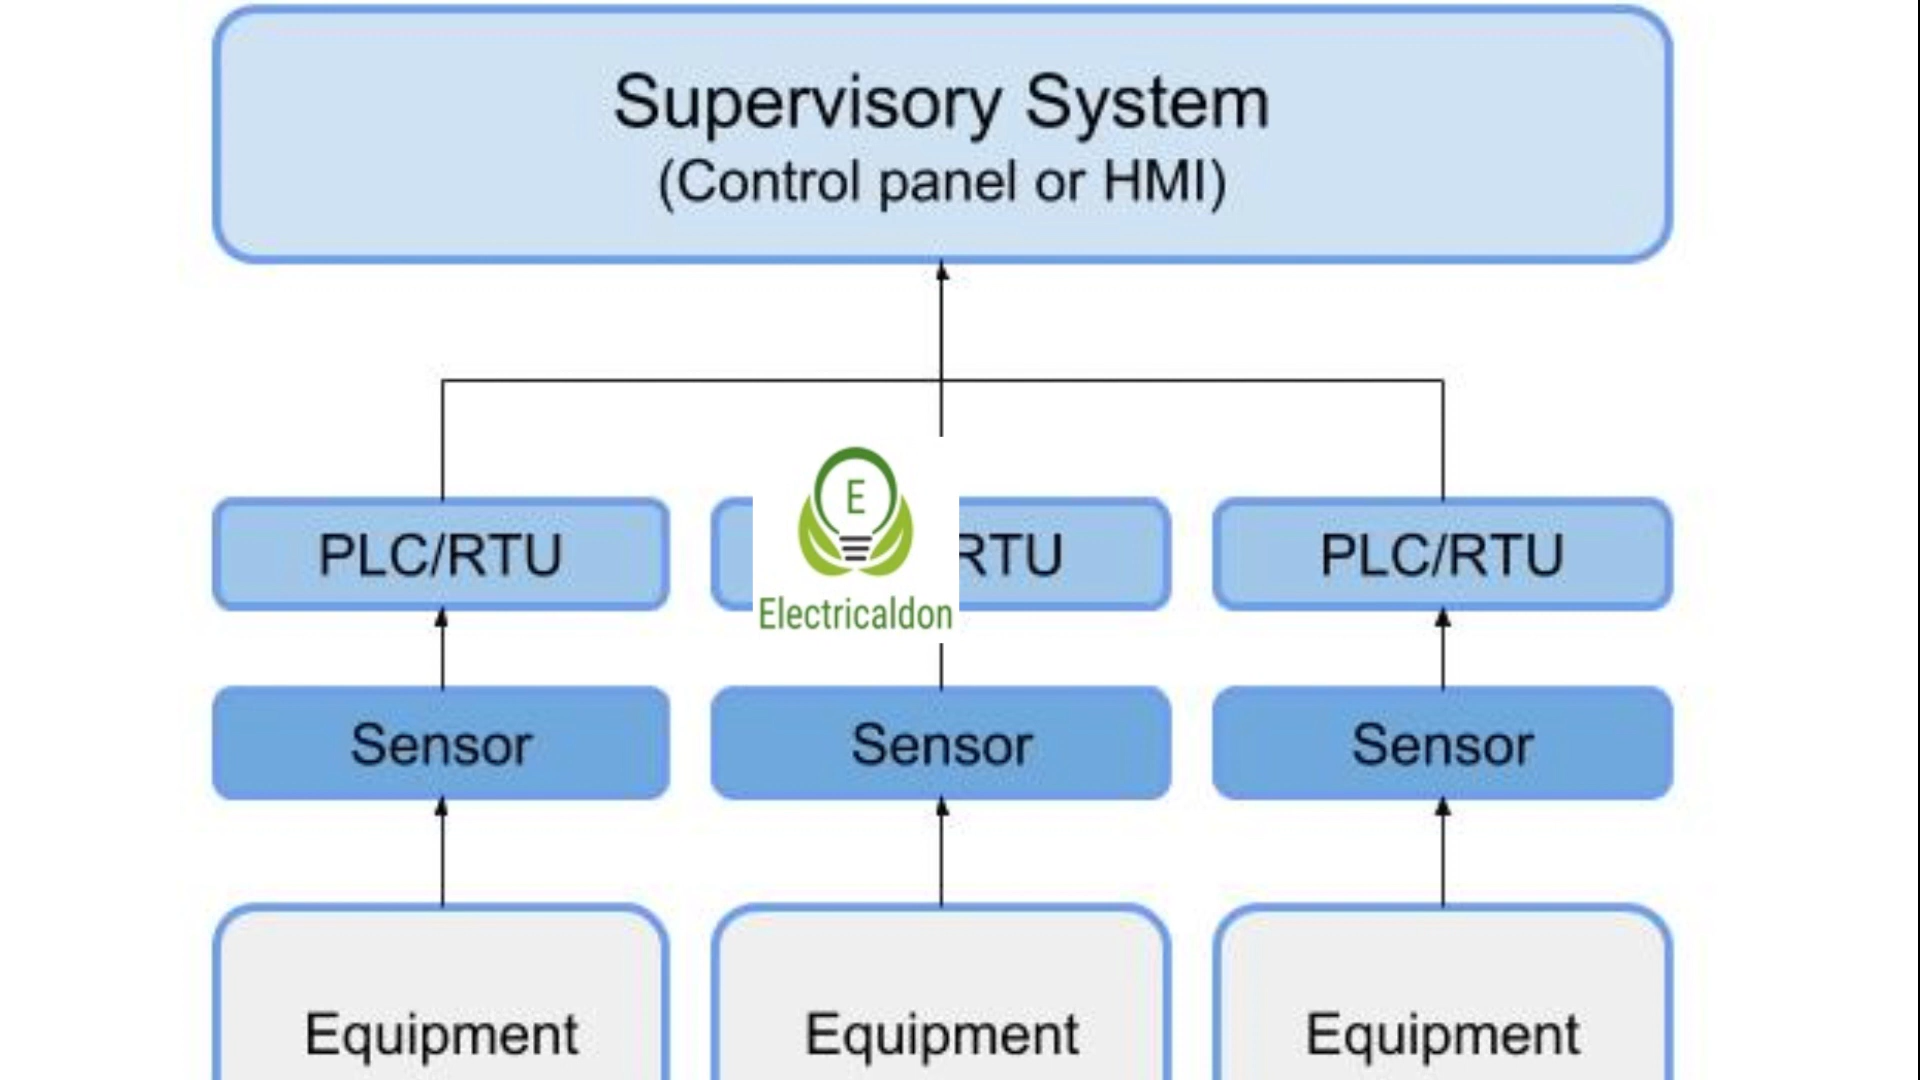 Supervisory System
(Control panel or HMI)
PLC/RTU
RTU
PLC/RTU
E
Electricaldon
Sensor
Sensor
Sensor
Equipment
Equipment
Equipment